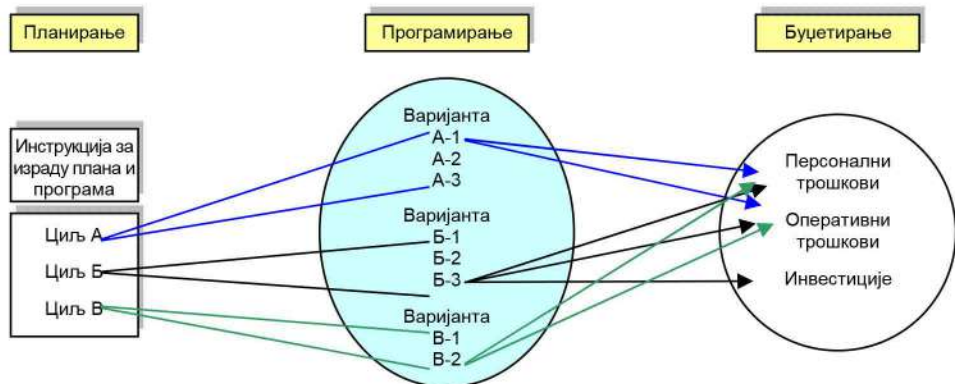 Планирање
Програмирање
Буџетирање
Инструкција за
израду плана и
програма
Циљ А
Циљ Б
Циљ В
Варијанта
А-1
А-2
А-3
Варијанта
Б-1
Б-2
Б-3
Варијанта
В-1
В-2
Персонални
трошкови
Оперативни
трошкови
Инвестиције